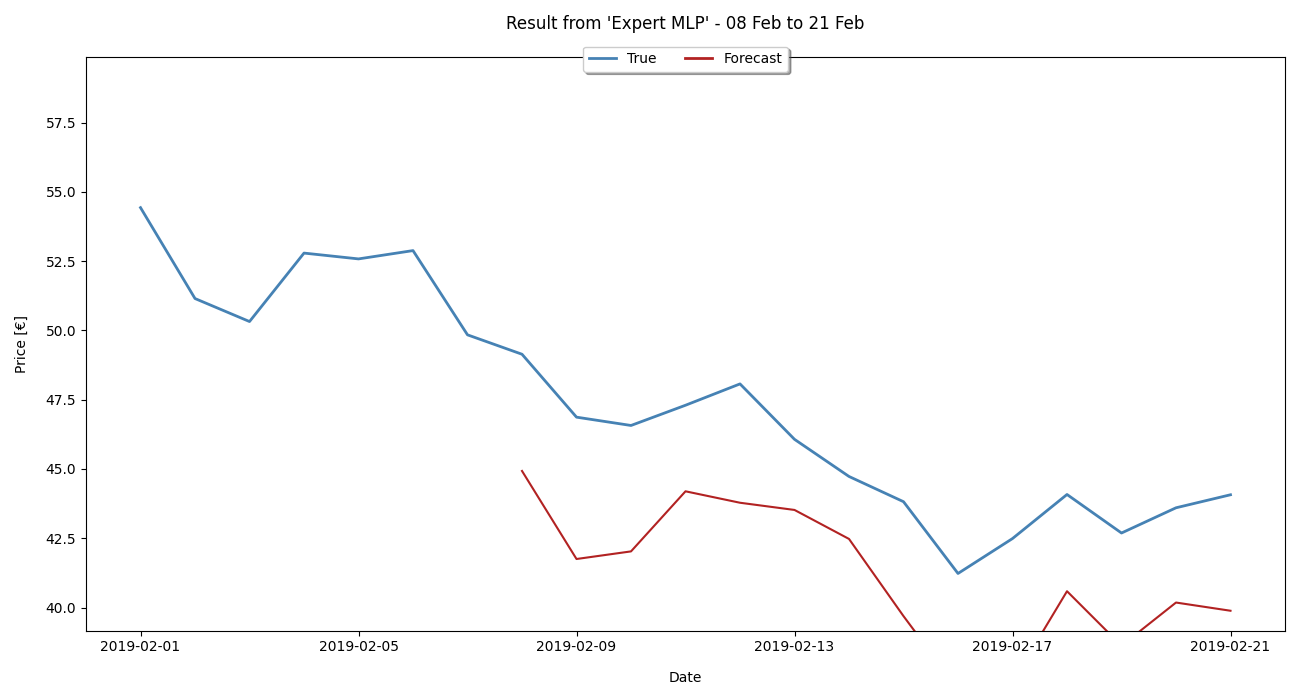 Result from 'Expert MLP' - 08 Feb to 21 Feb
True Forecast
57.5
55.0
52.5
50.0
47.5
45.0
42.5
40.0
Price [€]
2019-02-01 2019-02-05 2019-02-09 2019-02-13 2019-02-17 2019-02-21
Date